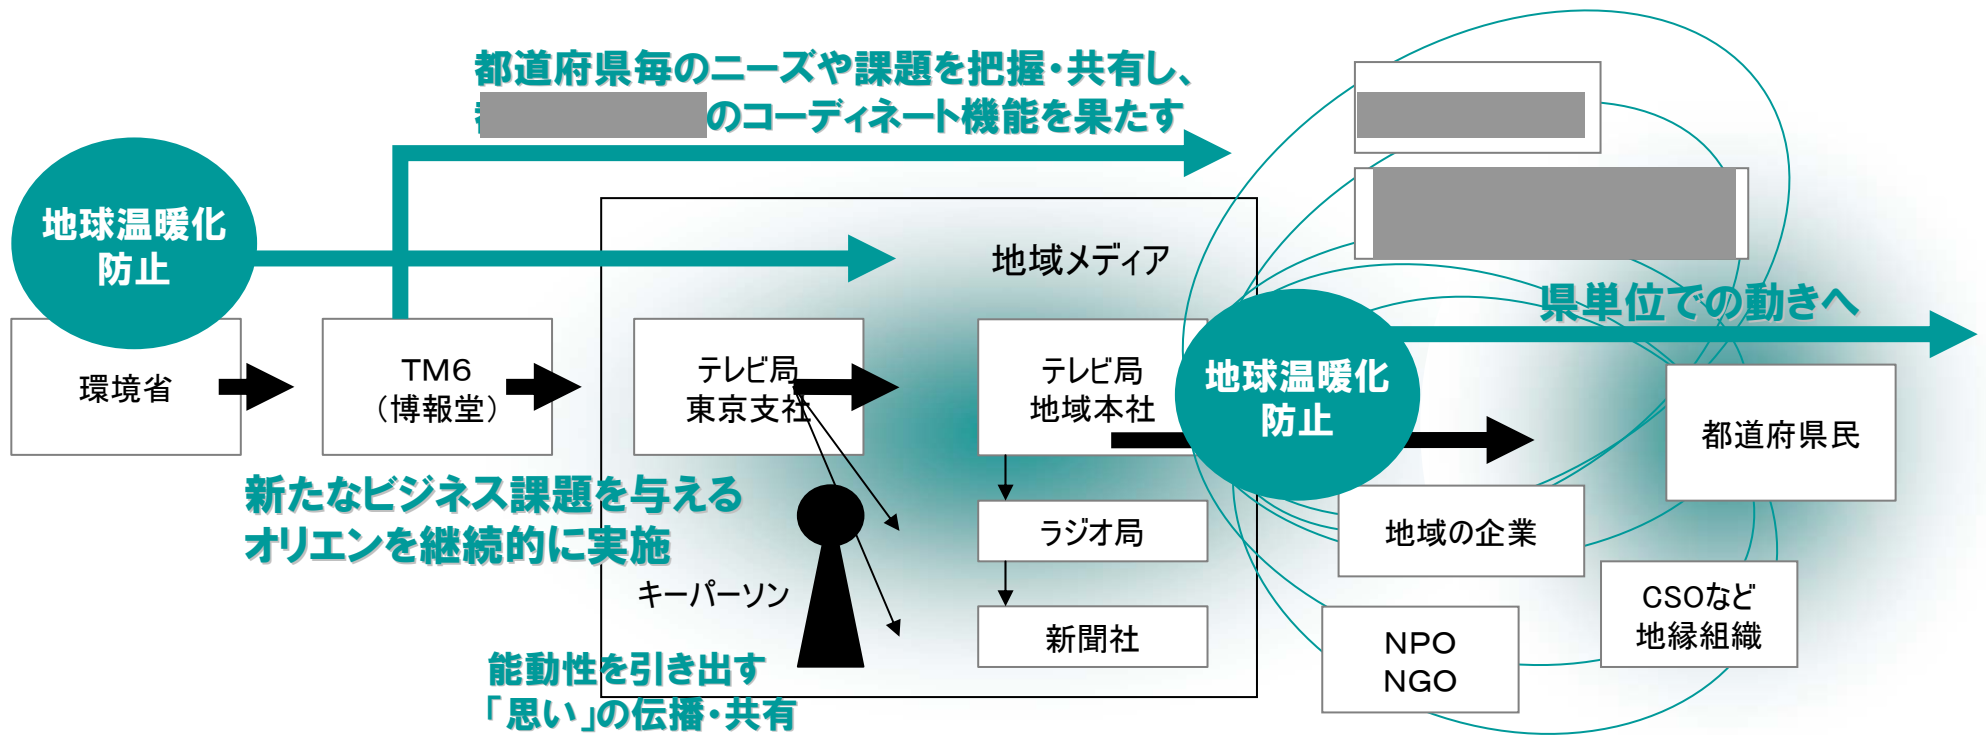 都道府県毎のニーズや課題を把握・共有し、
のコーディネート機能を果たす
地球温暖化
防止
地域メディア
県単位での動きへ
環境省
TM6
（博報堂）
テレビ局
東京支社
テレビ局
地域本社
地球温暖化
防止
都道府県民
新たなビジネス課題を与える
オリエンを継続的に実施
ラジオ局
地域の企業
キーパーソン
新聞社
CSOなど
地縁組織
NPO
NGO
能動性を引き出す
「思い」の伝播・共有